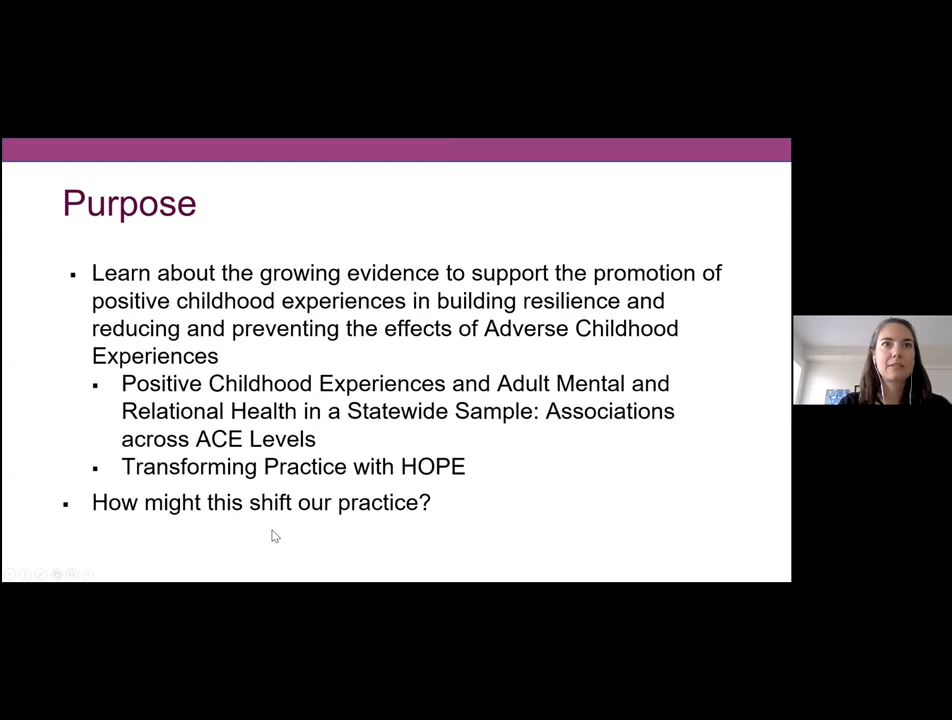 Purpose
▪ Learn about the growing evidence to support the promotion of
positive childhood experiences in building resilience and
reducing and preventing the effects of Adverse Childhood
Experiences
▪ Positive Childhood Experiences and Adult Mental and
Relational Health in a Statewide Sample: Associations
across ACE Levels
▪ Transforming Practice with HOPE
▪ How might this shift our practice?